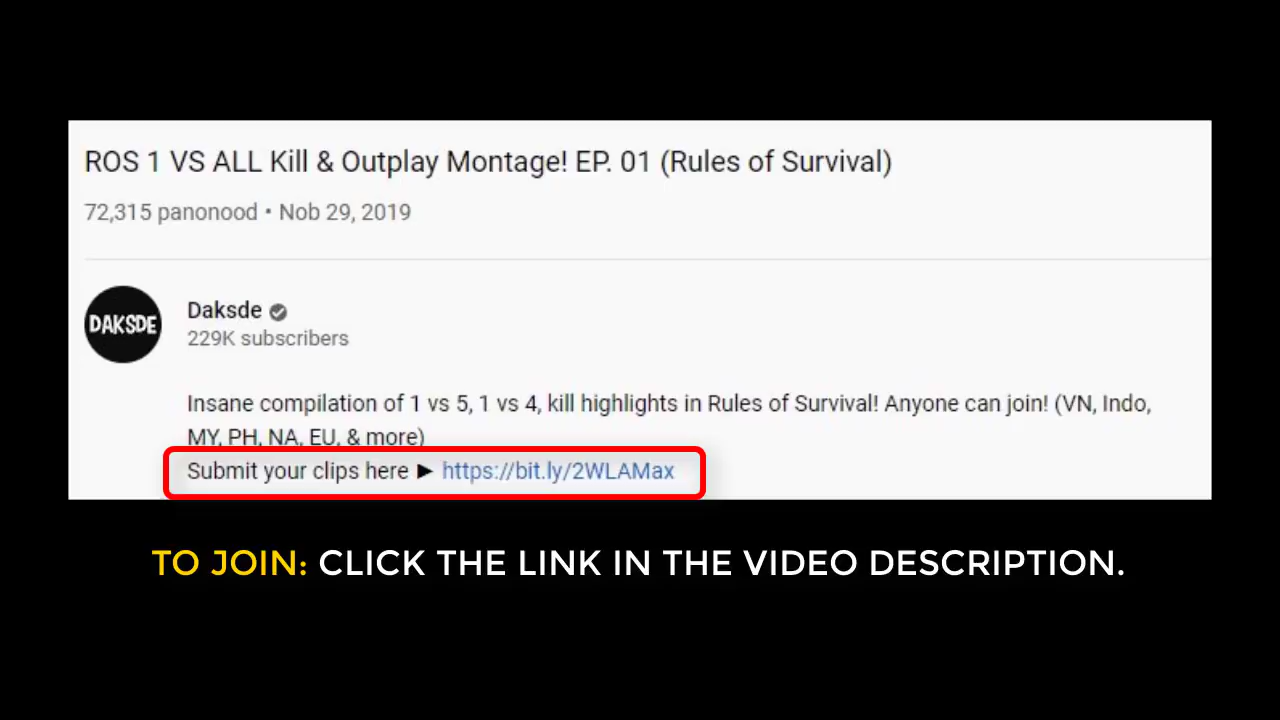 ROS 1 VS ALL Kill & Outplay Montage! EP. 01 (Rules of Survival)
72,315 panonood • Nob 29, 2019
DAKSDE
Daksde
229K subscribers
Insane compilation of 1 vs 5, 1 vs 4, kill highlights in Rules of Survival! Anyone can join! (VN, Indo,
MY, PH, NA, EU, & more)
Submit your clips here ► https://bit.ly/2WLAMax
TO JOIN: CLICK THE LINK IN THE VIDEO DESCRIPTION.